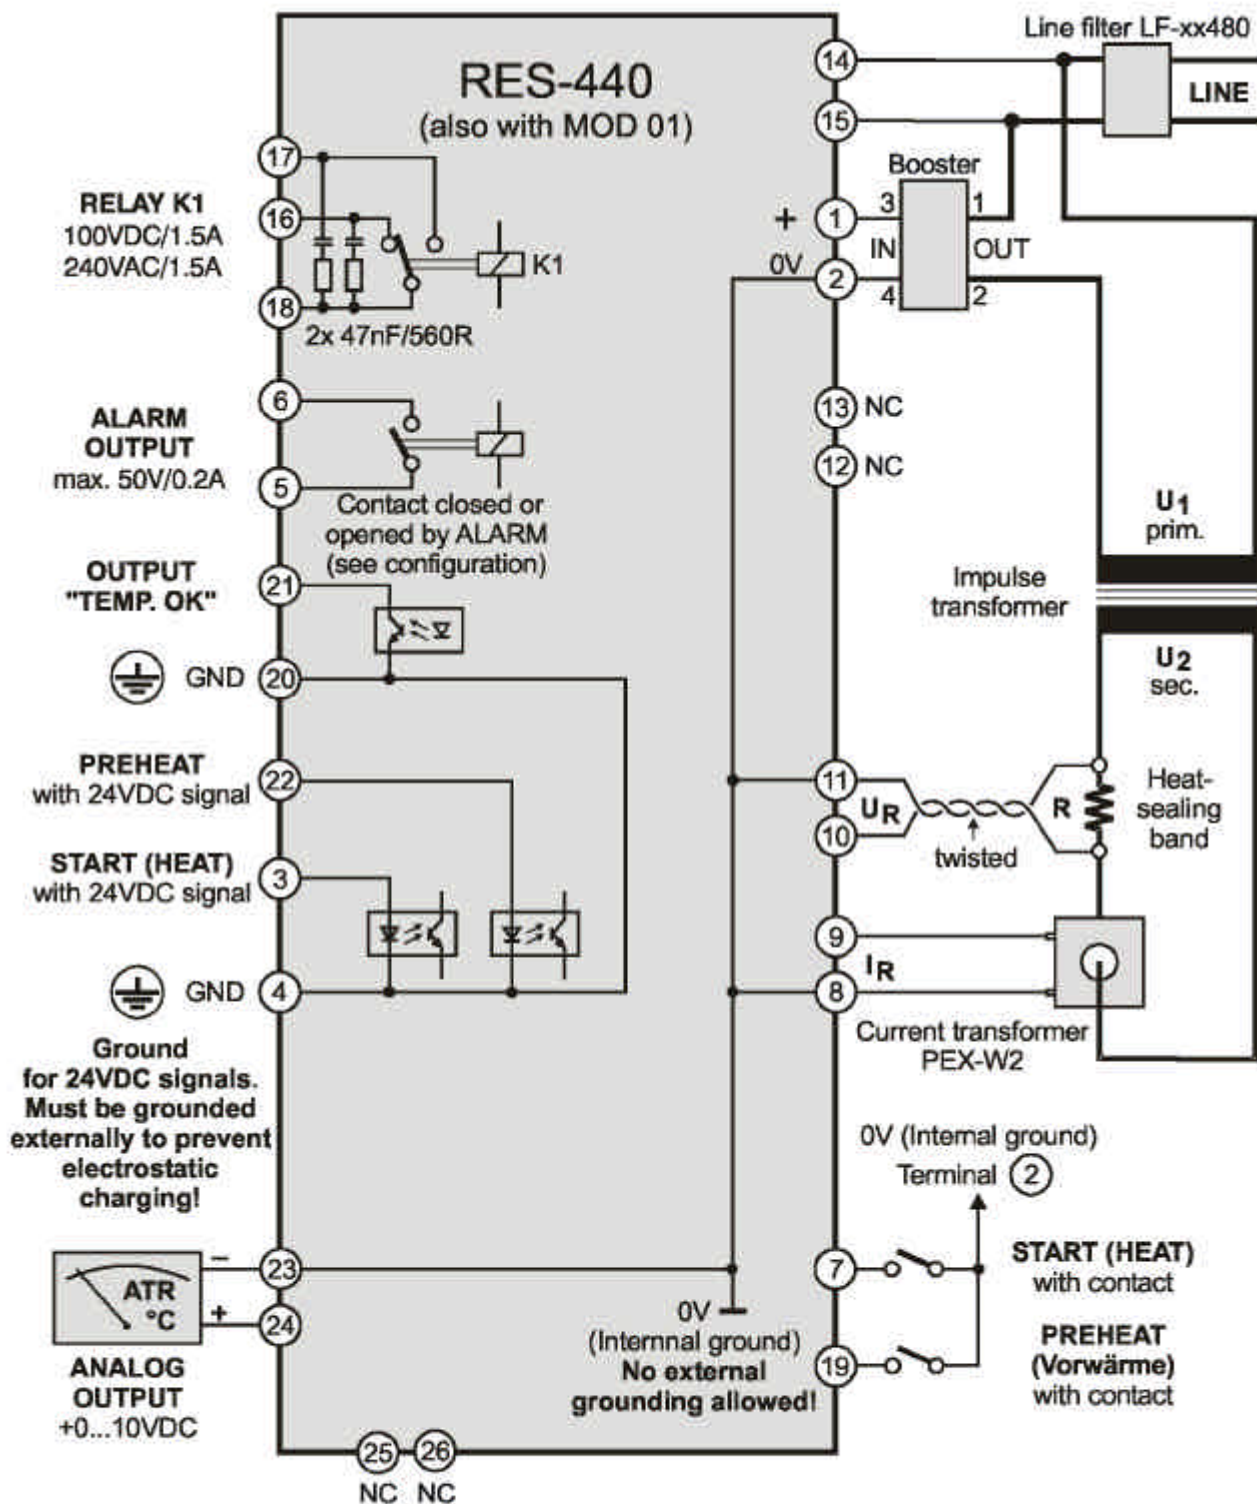 Line filter LF-xx480
RES-440
(also with MOD 01)
14
LINE
15
17
Booster
RELAY K1
100VDC/1.5A
240VAC/1.5A
16
K1
18
2x 47nF/560R
+
1
3
1
IN
OUT
0V
2
4
2
6
13
NC
ALARM
OUTPUT
max. 50V/0.2A
12
NC
5
Contact closed or
opened by ALARM
(see configuration)
U1
prim.
OUTPUT
"TEMP. OK"
21
Impulse
transformer
GND
20
U2
sec.
PREHEAT
with 24VDC signal
22
11
UR
10
twisted
R
Heat-
sealing
band
START (HEAT)
with 24VDC signal
3
9
IR
8
GND
4
Current transformer
PEX-W2
Ground
for 24VDC signals.
Must be grounded
externally to prevent
electrostatic
charging!
0V (Internal ground)
Terminal
2
ATR
°C
–
23
+
24
7
START (HEAT)
with contact
0V
(Internnal ground)
No external
grounding allowed!
19
PREHEAT
(Vorwärme)
with contact
ANALOG
OUTPUT
+0...10VDC
25
26
NC
NC